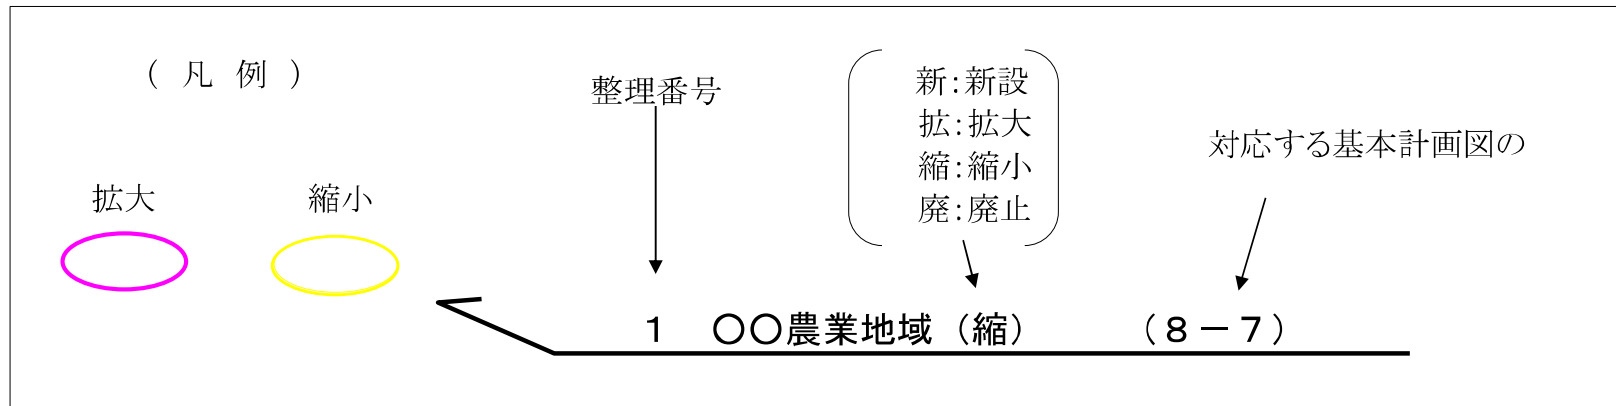 （ 凡 例 ）
整理番号
新：新設
拡：拡大
縮：縮小
廃：廃止
対応する基本計画図の
拡大
縮小
１ ○○農業地域（縮） （８－７）